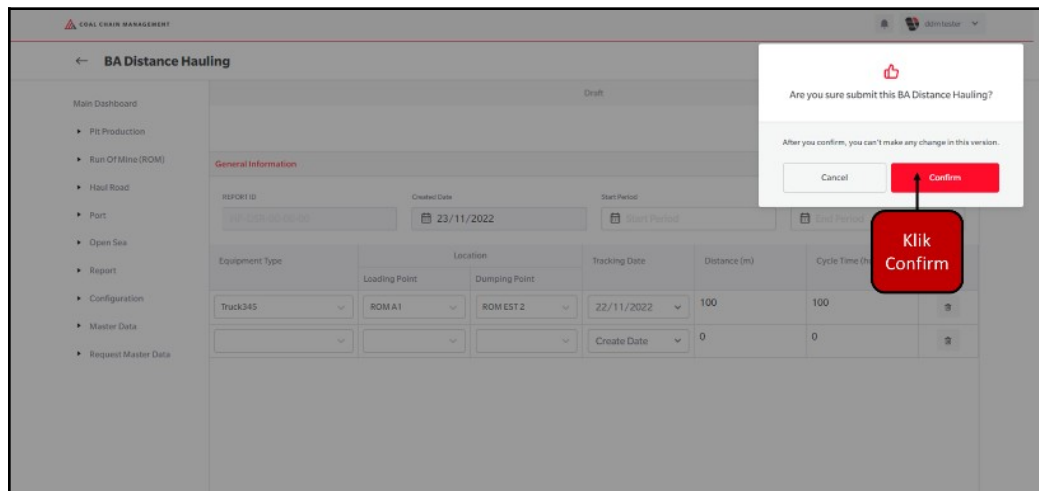 COAL CHAIN MANAGEMENT
ddmtester
← BA Distance Hauling
Draft
Are you sure submit this BA Distance Hauling?
After you confirm, you can't make any change in this version.
Cancel
Confirm
Klik
Confirm
Main Dashboard
Pit Production
Run Of Mine (ROM)
Haul Road
Port
Open Sea
Report
Configuration
Master Data
Request Master Data
General Information
REPORT ID
Created Date
Start Period
23/11/2022
Start Period
End Period
Equipment Type
Location
Tracking Date
Distance (m)
Cycle Time
Loading Point
Dumping Point
Truck345
ROM A1
ROM EST 2
22/11/2022
100
100
Create Date
0
0